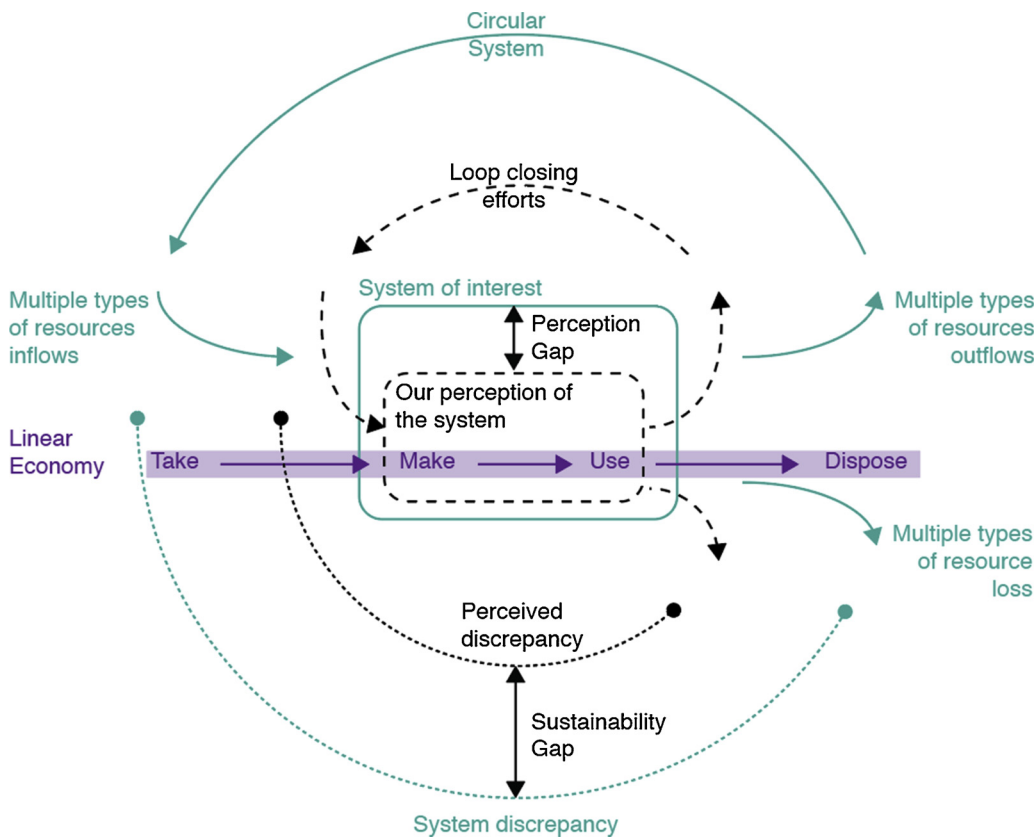 Circular
System
Loop closing
efforts
System of interest
Multiple types
of resources
inflows
Perception
Gap
Multiple types
of resources
outflows
Our perception of
the system
Linear
Economy
Take
Make
Use
Dispose
Multiple types
of resource
loss
Perceived
discrepancy
Sustainability
Gap
System discrepancy